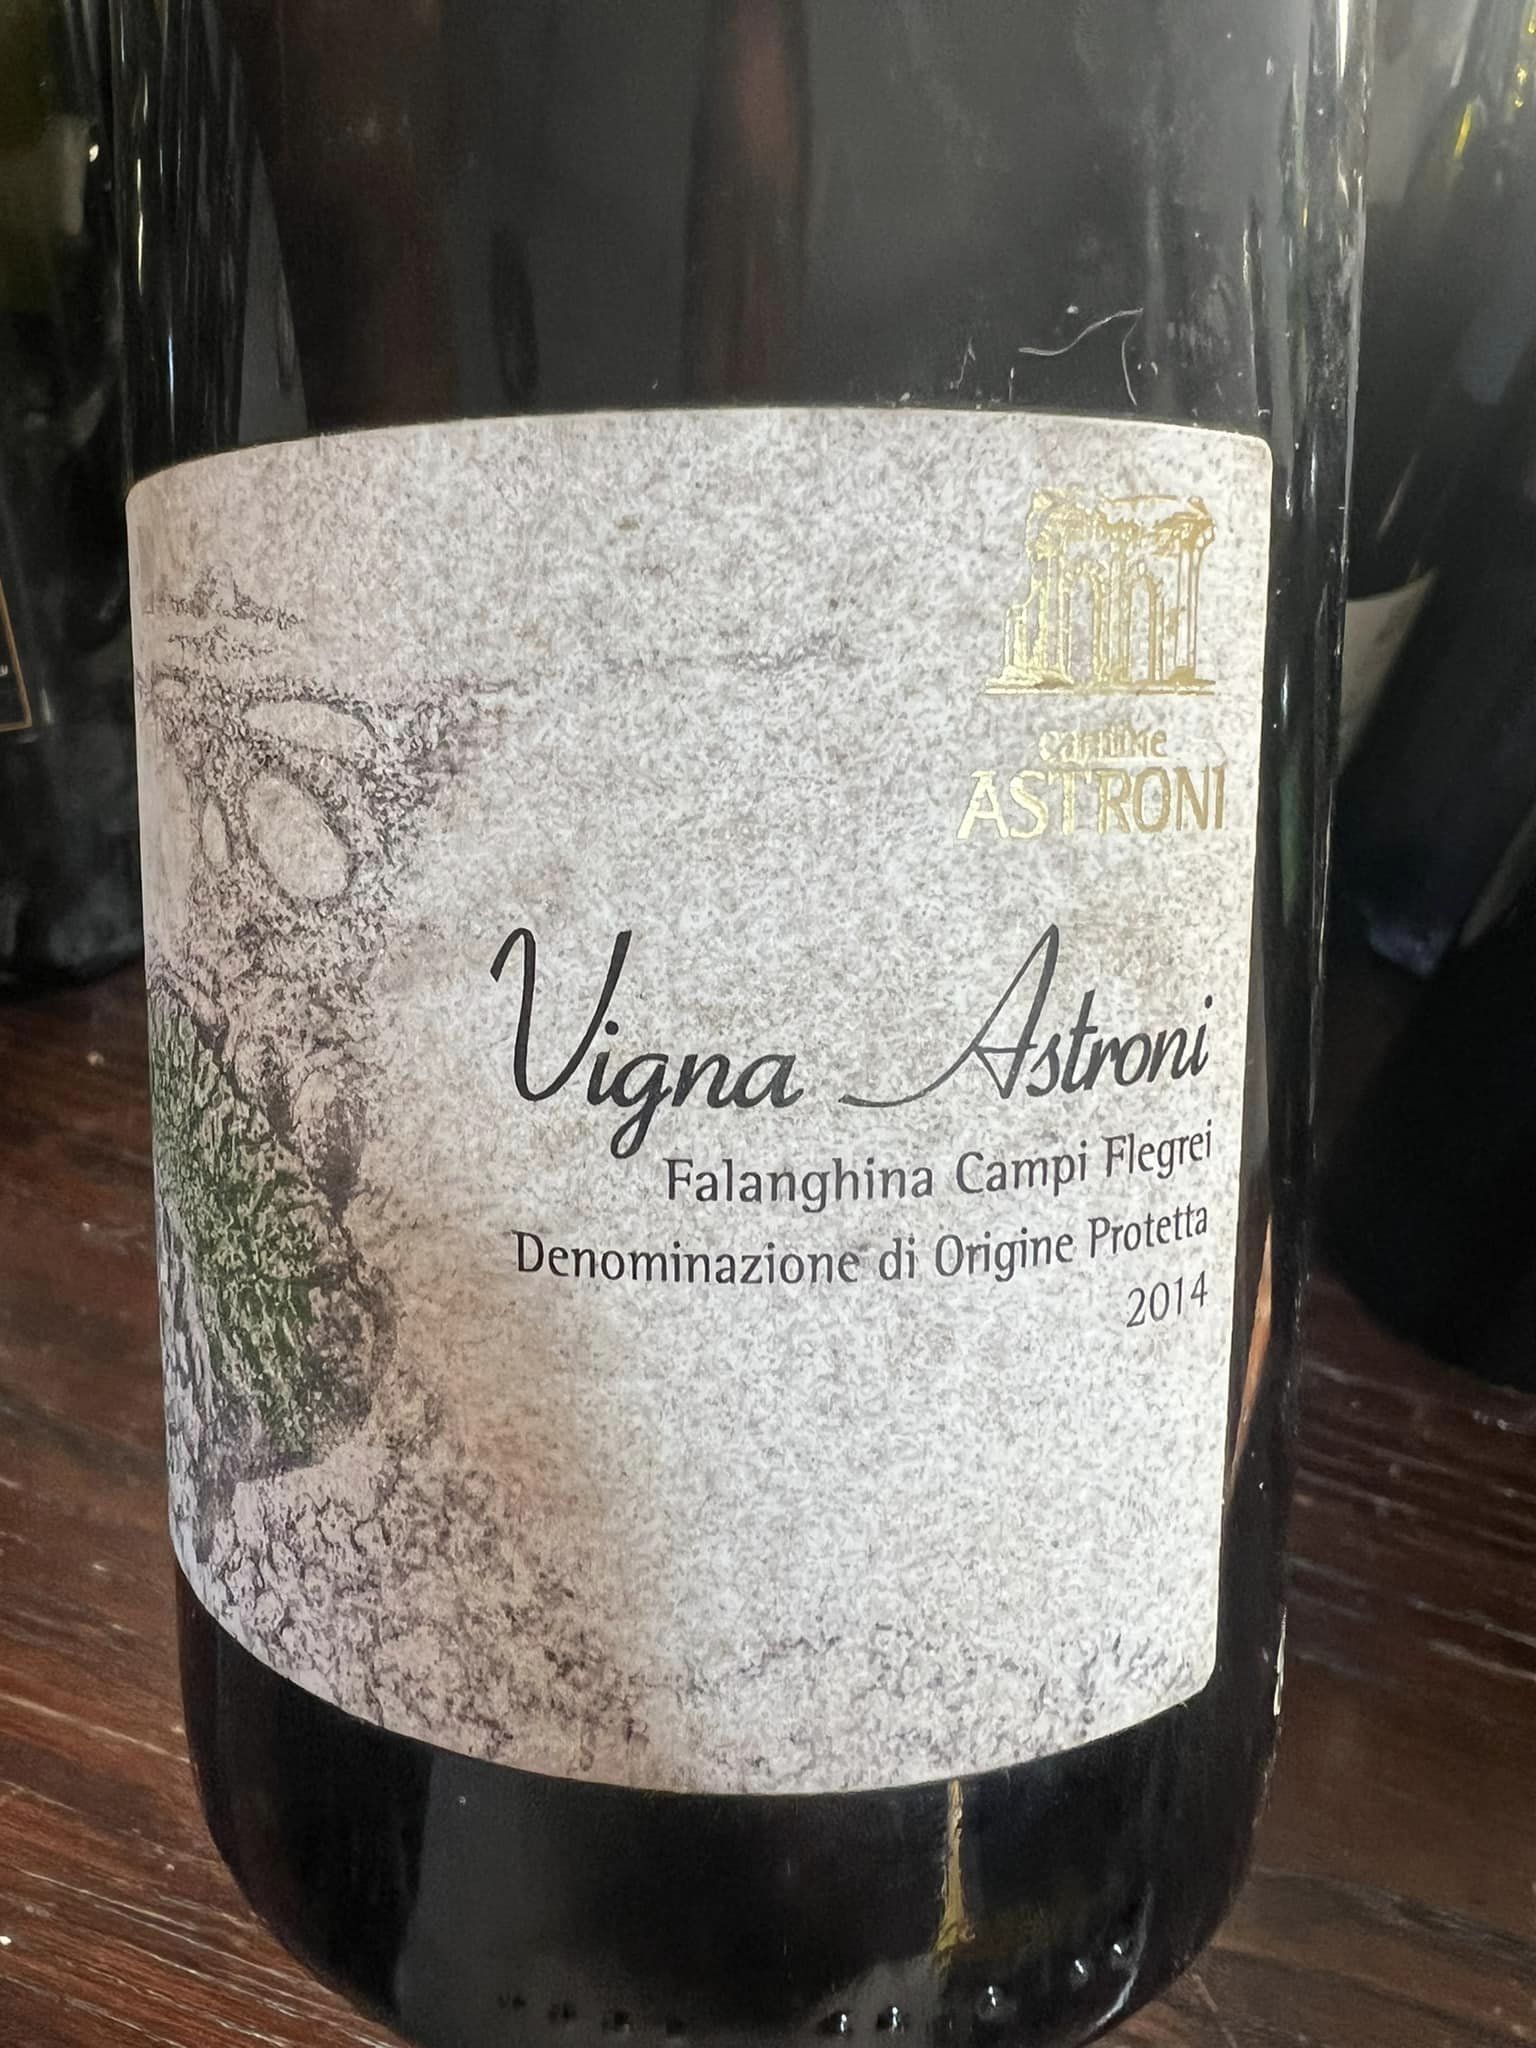 cantine
ASTRONI
Vigna Astroni
Falanghina Campi Flegrei
Denominazione di Origine Protetta
2014